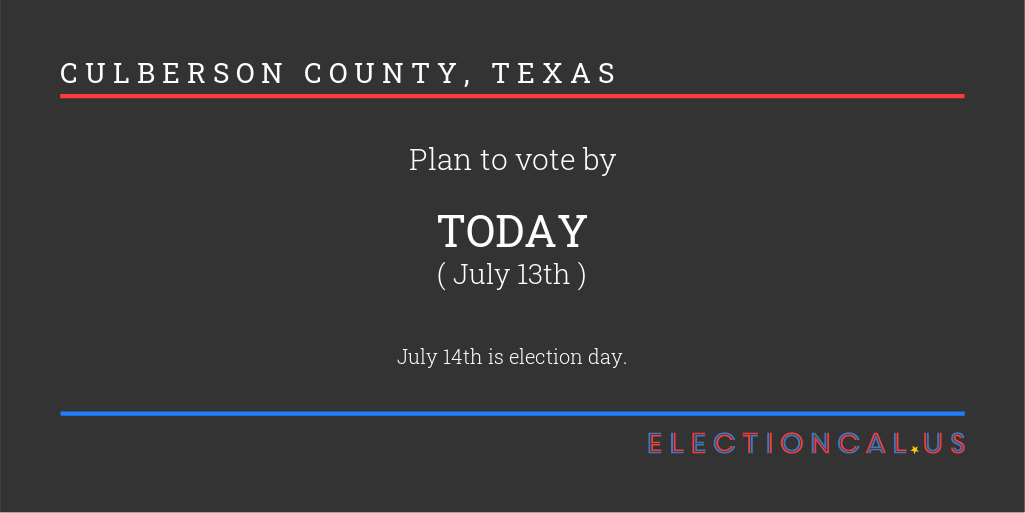 CULBERSON COUNTY, TEXAS
Plan to vote by
TODAY
( July 13th )
July 14th is election day.
ELECTIONCAL.US